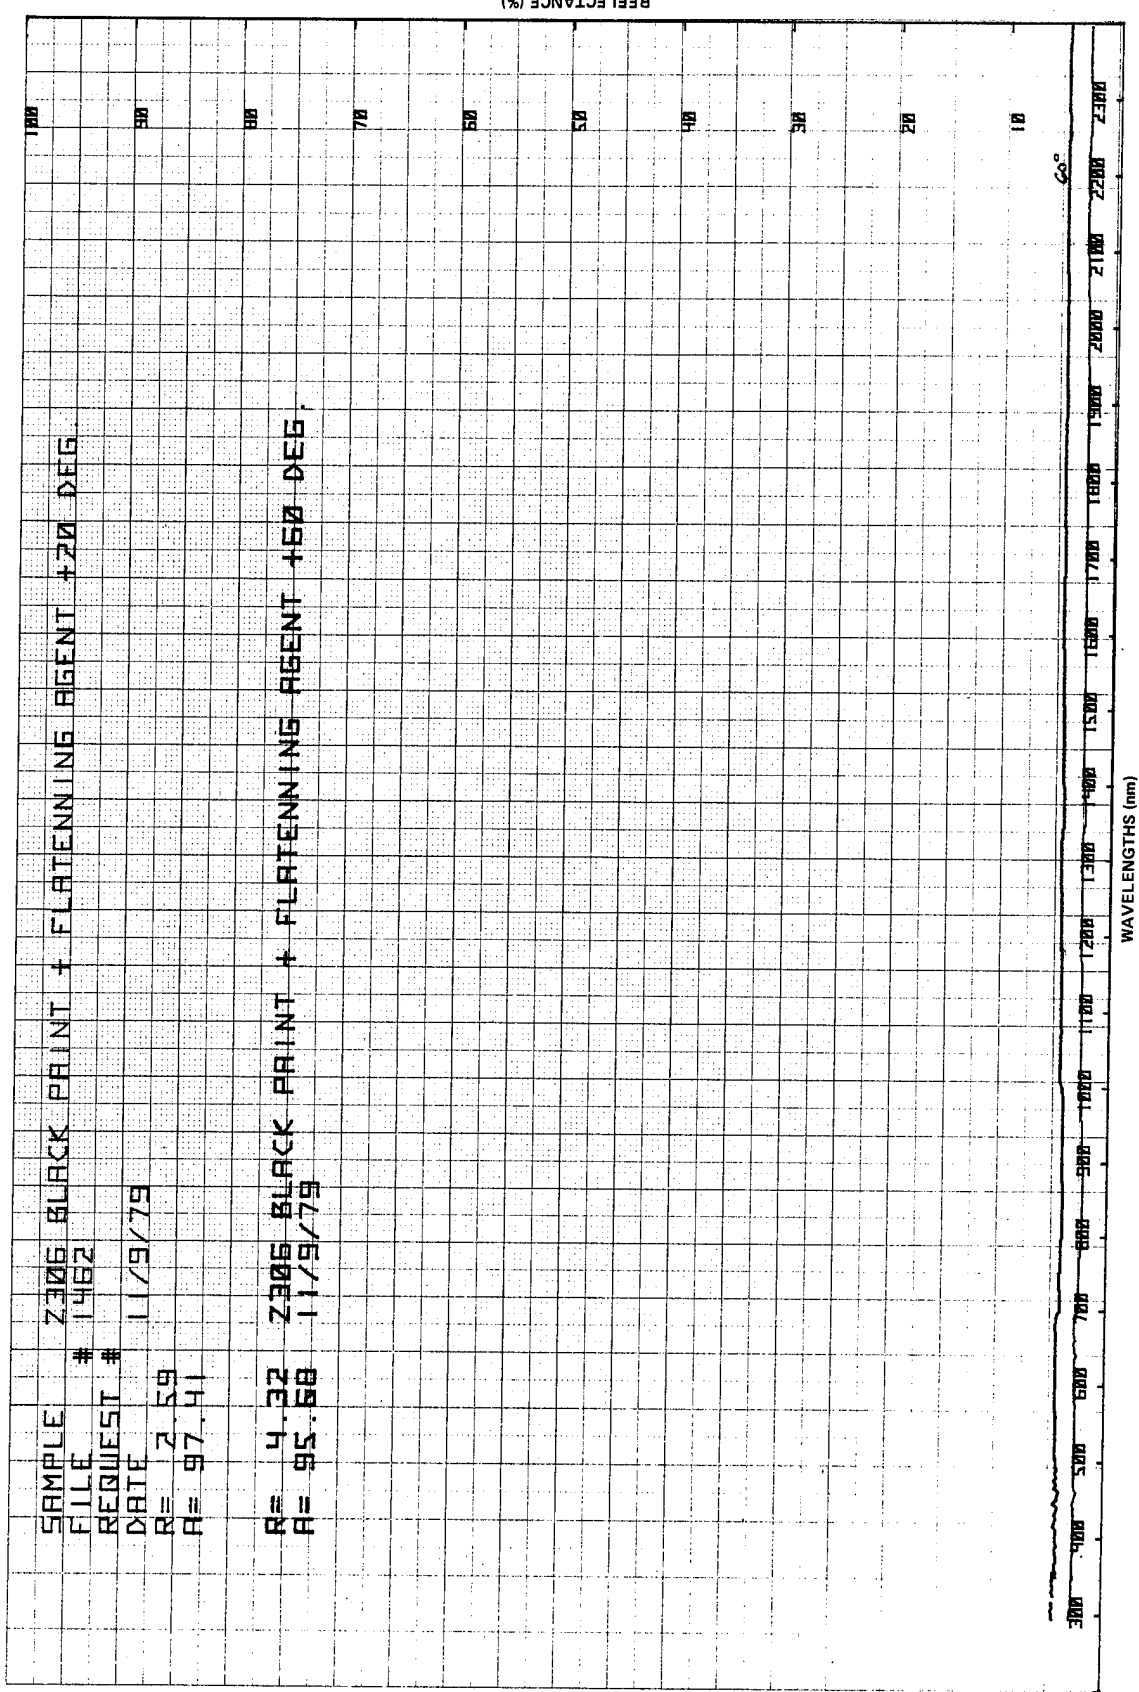 SAMPLE Z306 BLACK PAINT + FLATENNING AGENT +20 DEG.
FILE # 1462
REQUEST #
DATE 11/9/79
R= 2.59
A= 97.41
R= 4.32 Z306 BLACK PAINT + FLATENNING AGENT +60 DEG.
A= 95.68 11/9/79
100
90
80
70
60
50
40
30
20
10
REFLECTANCE (%)
60°
300 400 500 600 700 800 900 1000 1100 1200 1300 1400 1500 1600 1700 1800 1900 2000 2100 2200 2300
WAVELENGTHS (nm)